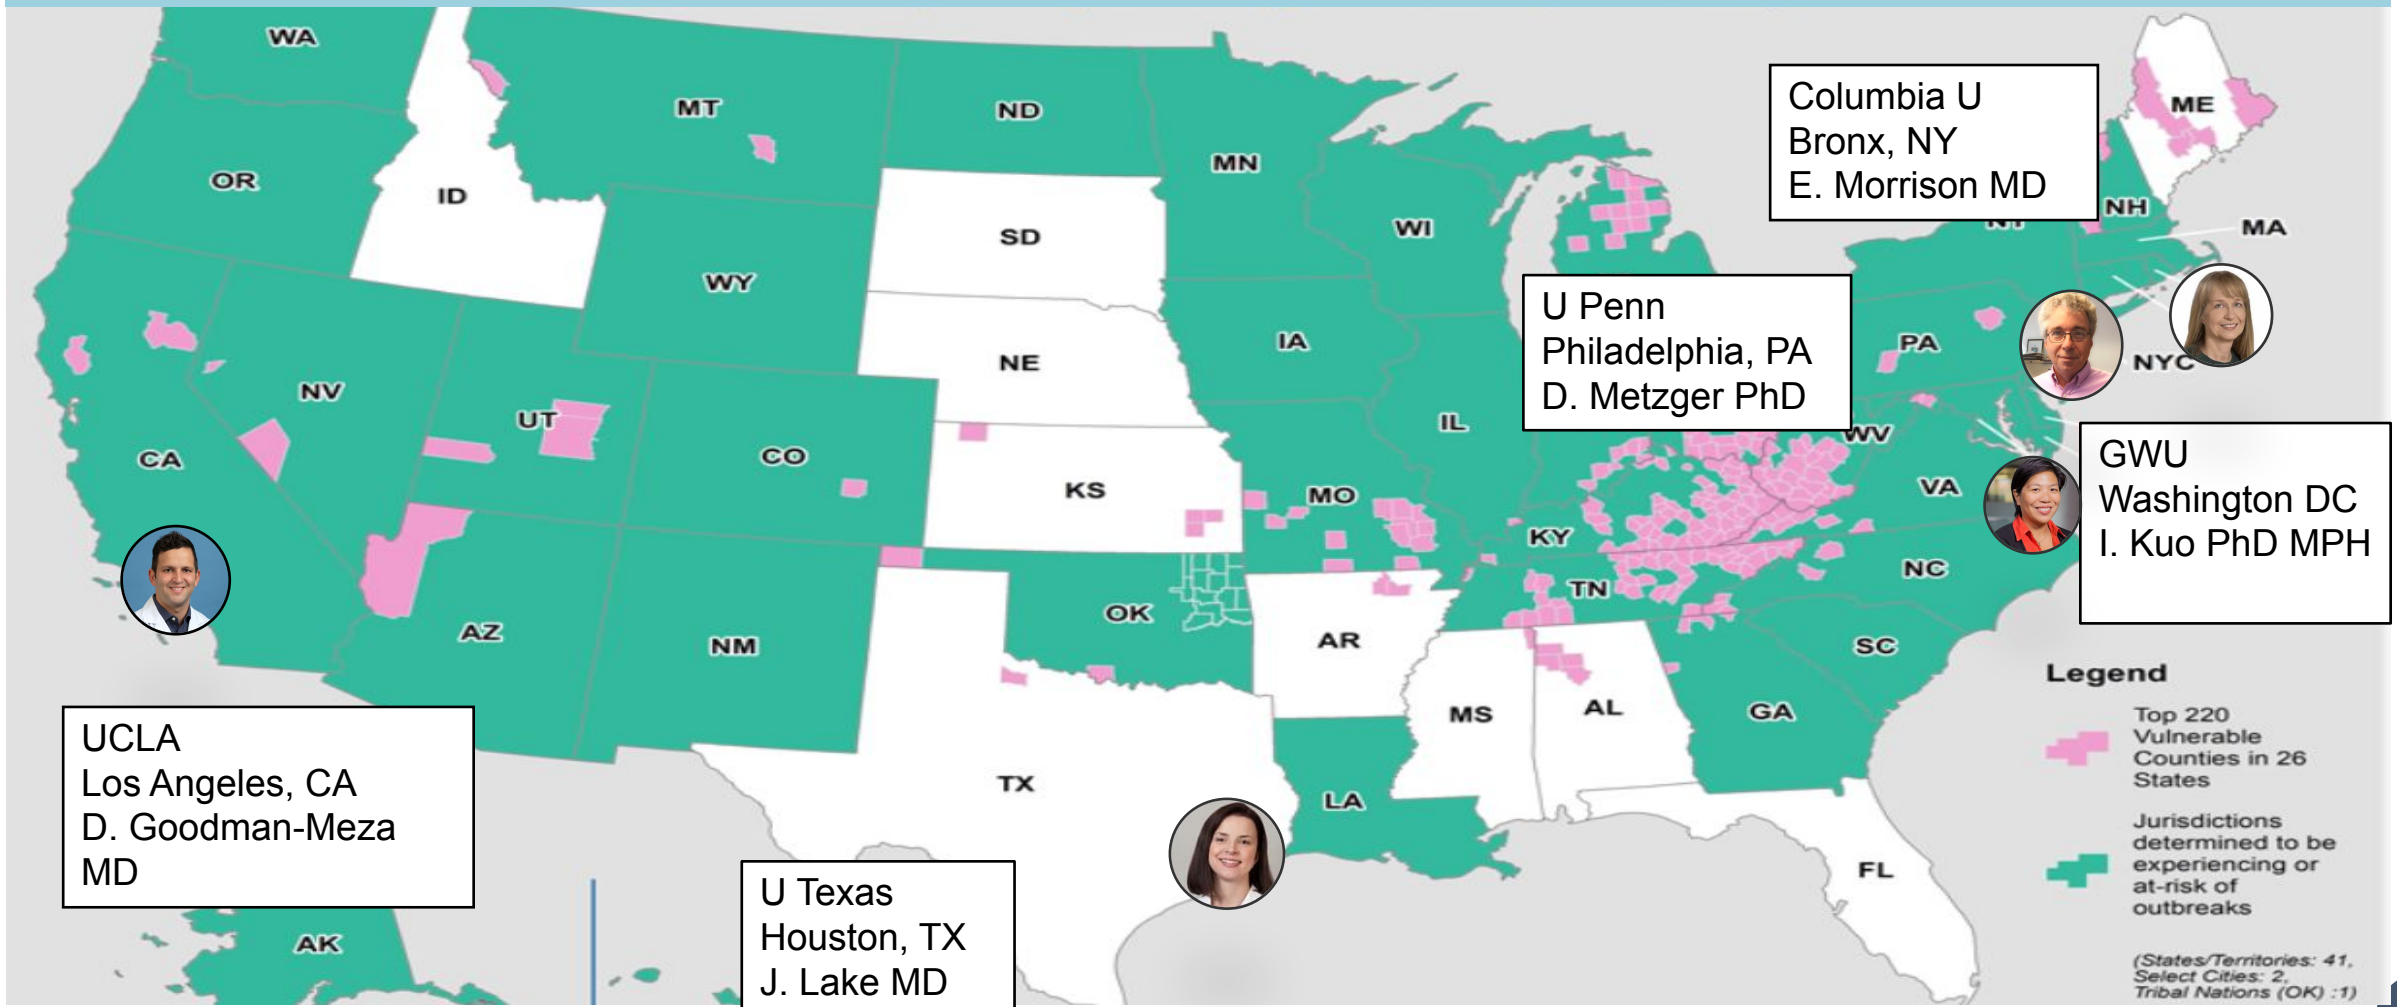 WA
MT
ND
MN
OR
ID
SD
WI
WY
NE
IA
NV
UT
CO
IL
CA
KS
MO
KY
WV
VA
PA
NYC
NY
NH
MA
ME
AZ
NM
OK
AR
TN
NC
SC
MS
AL
GA
TX
LA
FL
AK
Columbia U
Bronx, NY
E. Morrison MD
U Penn
Philadelphia, PA
D. Metzger PhD
GWU
Washington DC
I. Kuo PhD MPH
UCLA
Los Angeles, CA
D. Goodman-Meza
MD
U Texas
Houston, TX
J. Lake MD
Legend
Top 220
Vulnerable
Counties in 26
States
Jurisdictions
determined to be
experiencing or
at-risk of
outbreaks
(States/Territories: 41,
Select Cities: 2,
Tribal Nations (OK) :1)